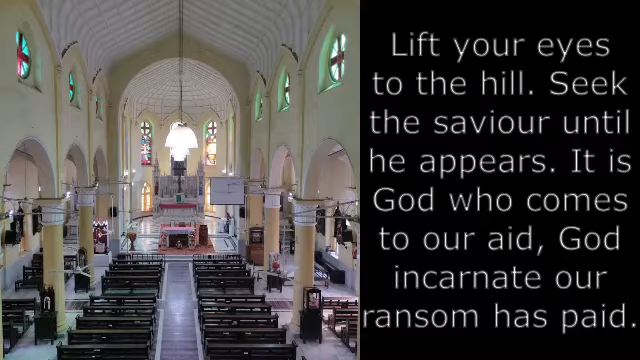 Lift your eyes
to the hill. Seek
the saviour until
he appears. It is
God who comes
to our aid, God
incarnate our
ransom has paid.